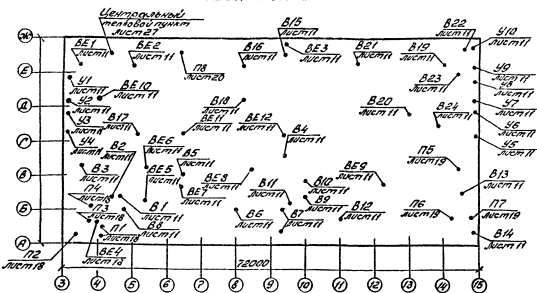 Центральный
тепловой пункт
лист 27
В15
лист 11
В22
лист 11
У10
лист 11
Ж
ВЕ1
лист 11
ВЕ2
лист 11
В16
лист 11
ВЕ3
лист 11
В21
лист 11
В19
лист 11
Е
П8
лист 20
У9
лист 11
У1
лист 11
ВЕ10
лист 11
В23
лист 11
У8
лист 11
Д
У2
лист 11
В18
лист 11
В20
лист 11
В24
лист 11
У7
лист 11
У3
лист 11
В17
лист 11
ВЕ11
лист 11
ВЕ12
лист 11
В4
лист 11
У6
лист 11
Г
У4
лист 11
В2
лист 11
ВЕ6
лист 11
У5
лист 11
В3
лист 11
ВЕ5
лист 11
В5
лист 11
ВЕ9
лист 11
П5
лист 19
В
П4
лист 18
ВЕ7
лист 11
ВЕ8
лист 11
В11
лист 11
В10
лист 11
В13
лист 11
Б
П3
лист 18
В1
лист 11
В9
лист 11
П1
лист 18
В8
лист 11
В6
лист 11
В7
лист 11
В12
лист 11
П6
лист 19
П7
лист 19
А
П2
лист 18
ВЕ4
лист 11
В14
лист 11
72000
3 4 5 6 7 8 9 10 11 12 13 14 15